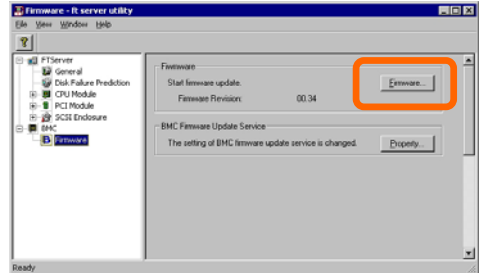 Firmware - ft server utility
File View Window Help
FTServer
General
Disk Failure Prediction
CPU Module
PCI Module
SCSI Enclosure
BMC
Firmware
Firmware
Start firmware update.
Firmware...
Firmware Revision: 00.34
BMC Firmware Update Service
The setting of BMC firmware update service is changed.
Property...
Ready